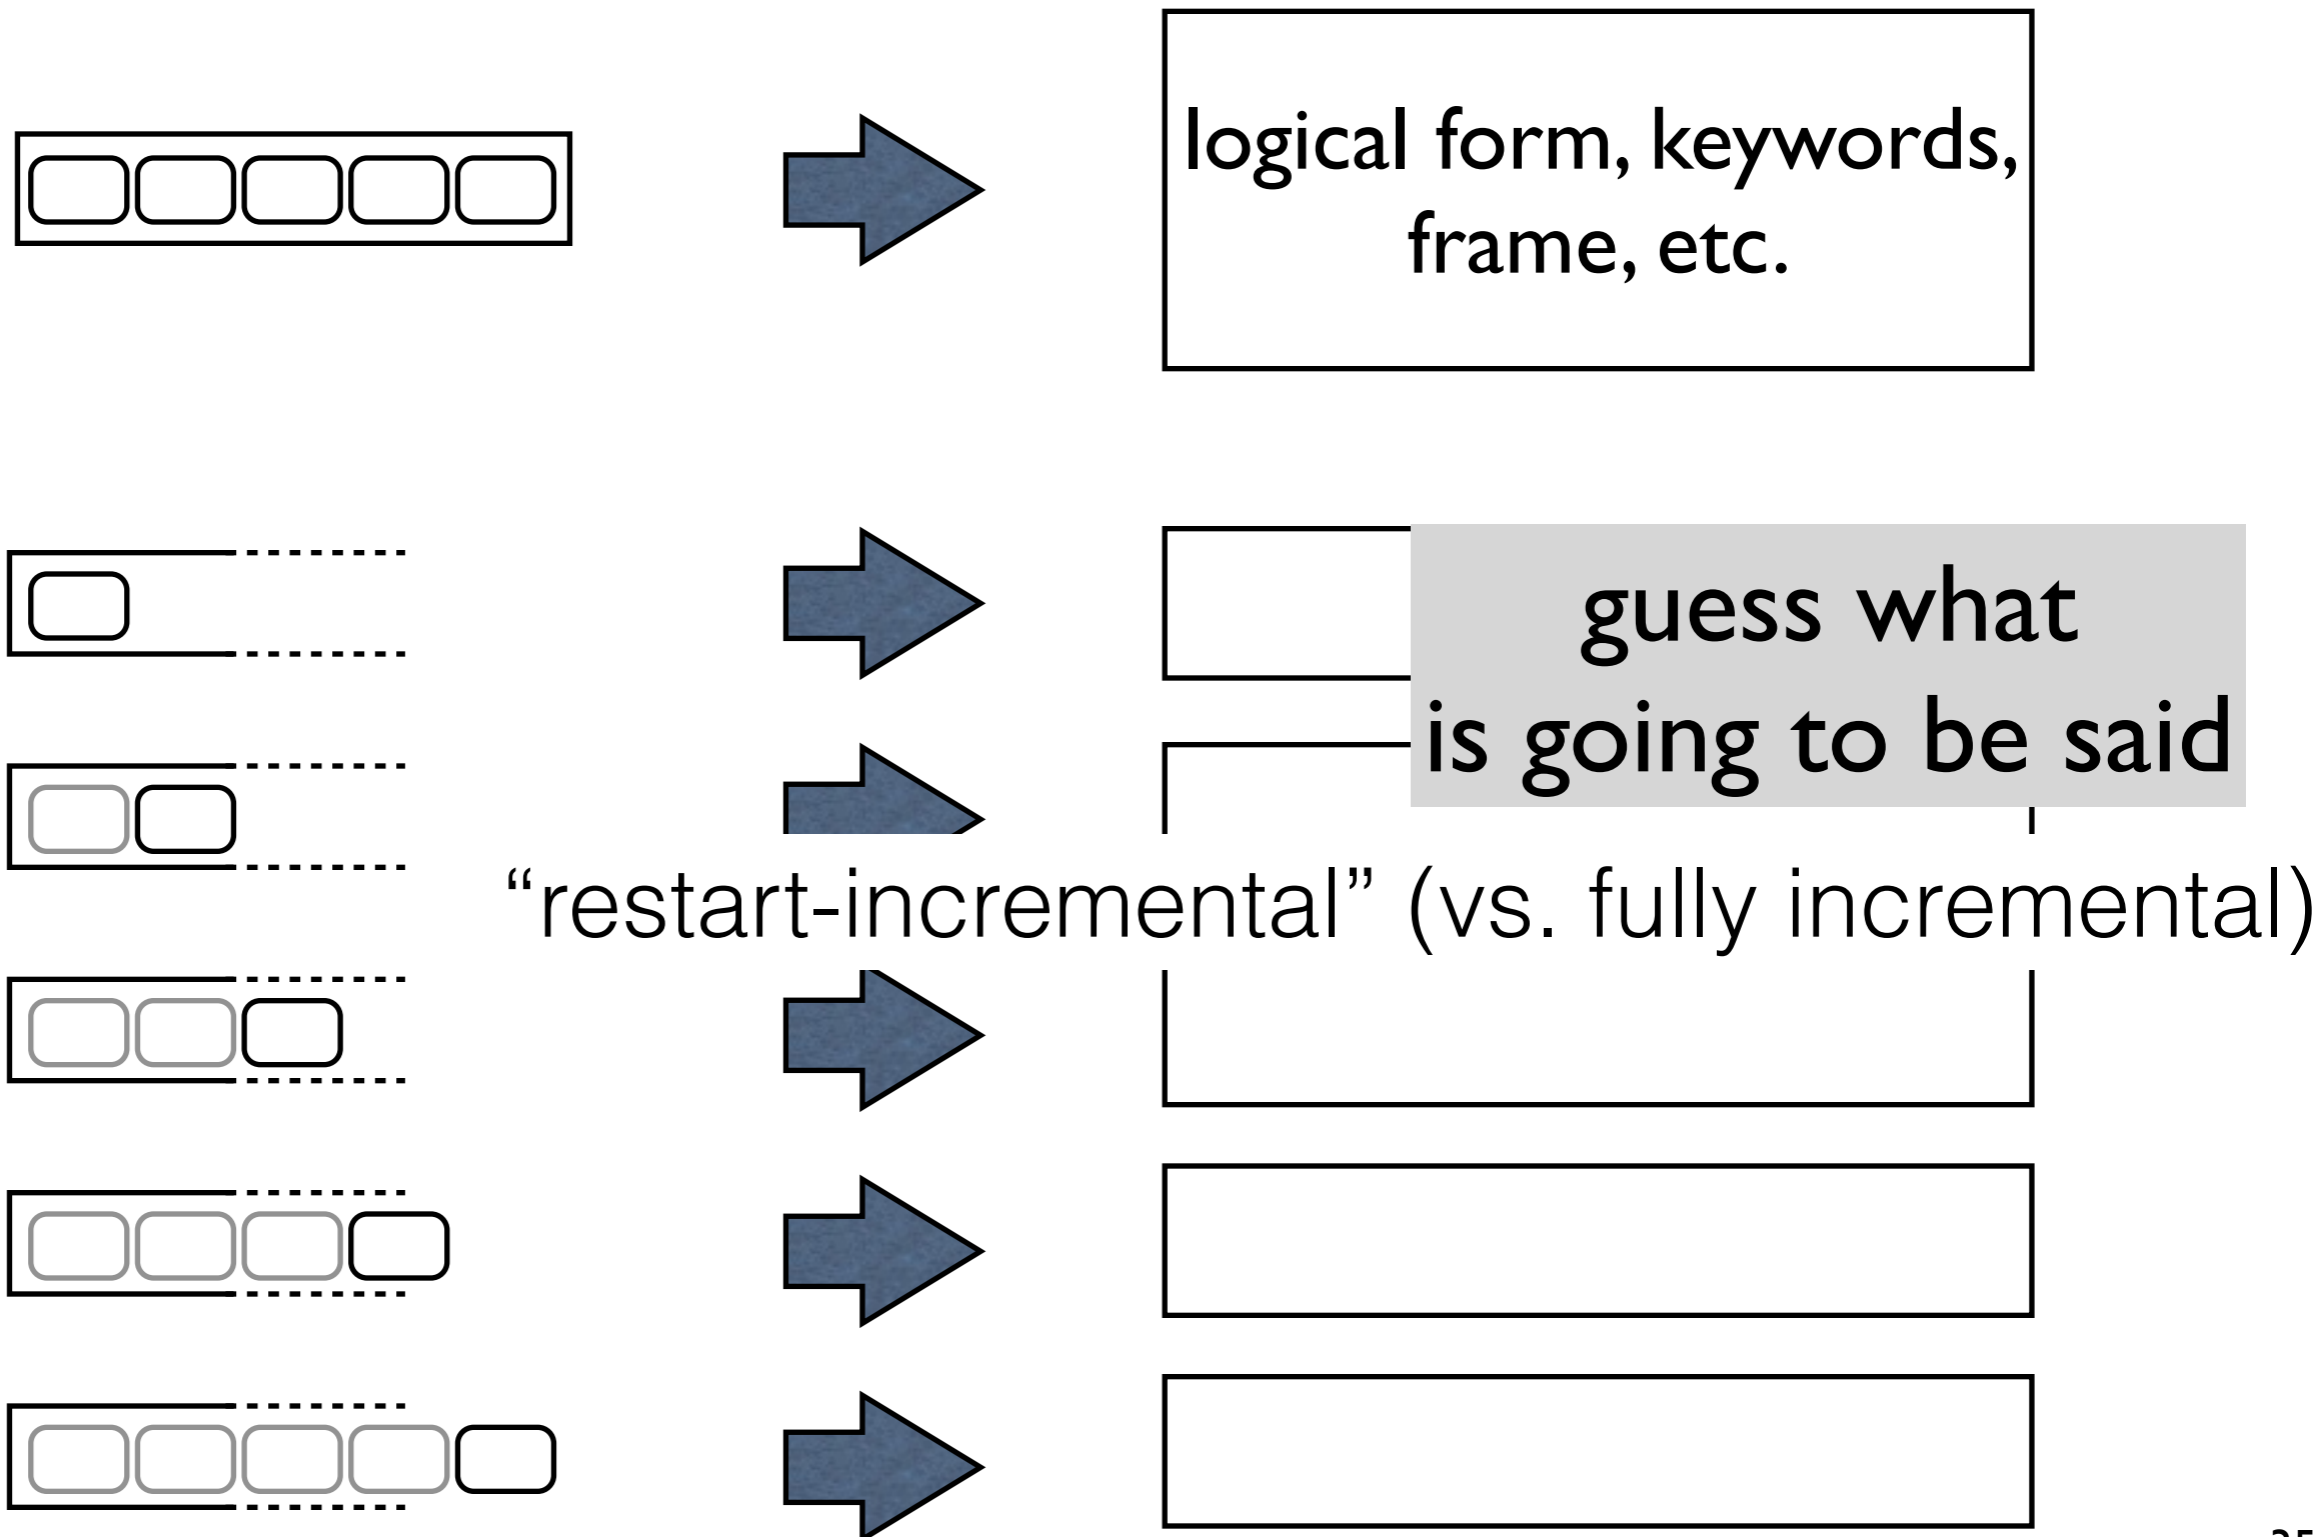 logical form, keywords,
frame, etc.
guess what
is going to be said
“restart-incremental” (vs. fully incremental)